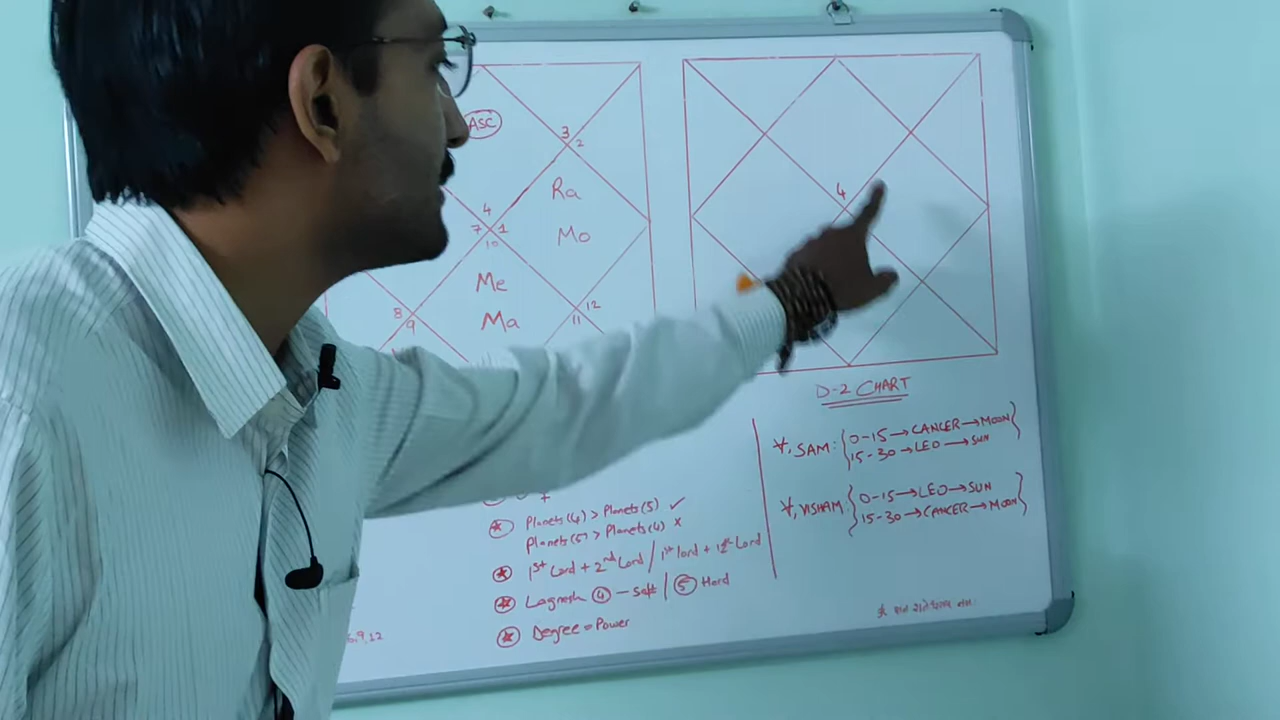 ASC
3
2
Ra
4
7 1
10
Mo
Me
12
8
11
9
Ma
4
D-2 CHART
∀, SAM: 0-15→CANCER→MOON
15-30→LEO→SUN
∀, VISHAM: 0-15→LEO→SUN
15-30→CANCER→MOON
Planets(4) > Planets(5) ✓
Planets(5) > Planets(4) x
1st Lord + 2nd Lord / 1st lord + 12th Lord
Lagnesh 4 - soft / 5 Hard
Degree = Power
6,9,12